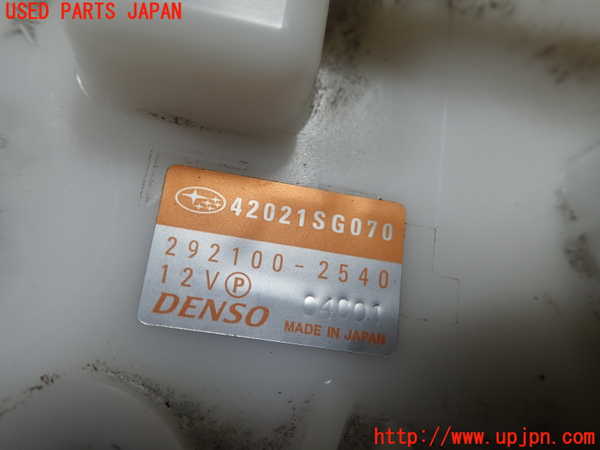 USED PARTS JAPAN
42021SG070
292100-2540
12V P
DENSO
MADE IN JAPAN
http://www.upjpn.com/